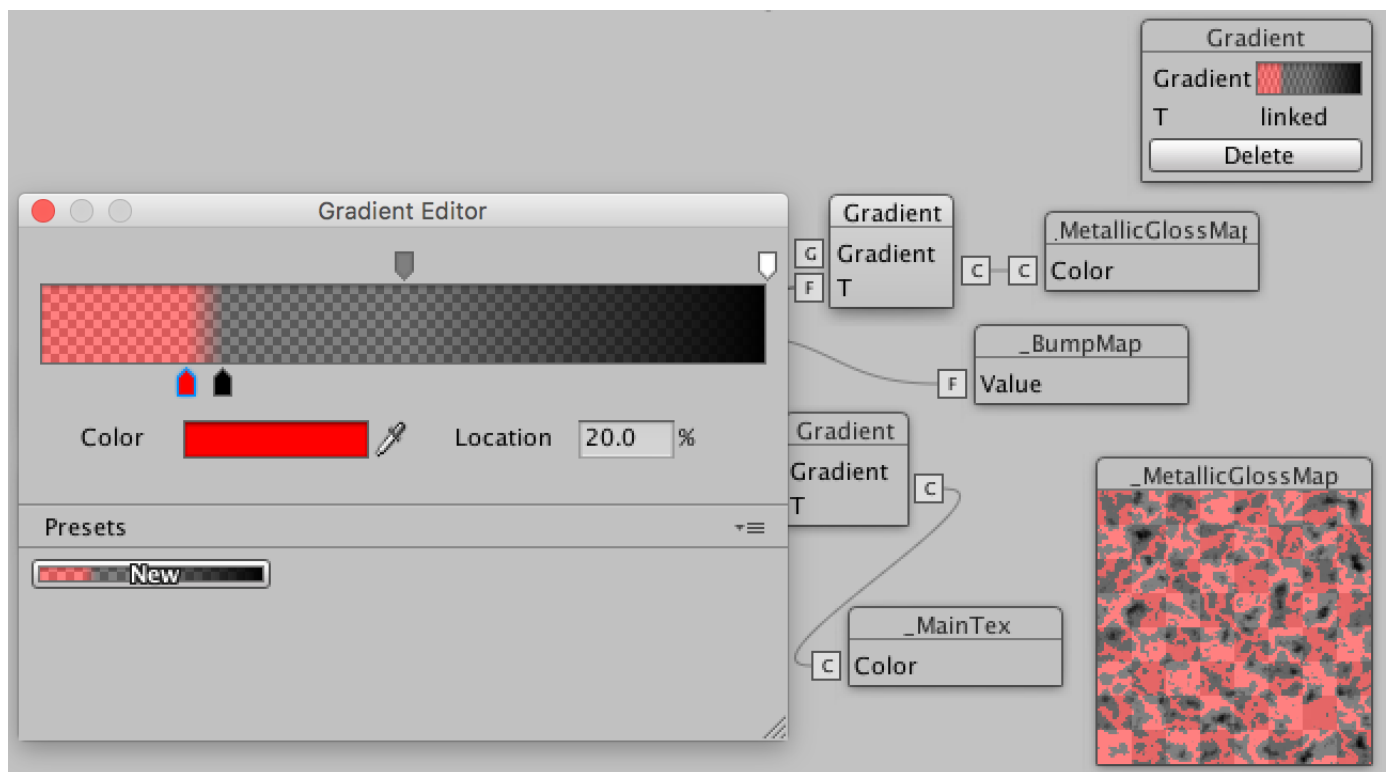 Gradient
Gradient
T linked
Delete
Gradient Editor
Color Location 20.0 %
Presets
New
Gradient
G Gradient C
F T
C _MetallicGlossMap
Color
_BumpMap
F Value
Gradient
Gradient C
T
_MainTex
C Color
_MetallicGlossMap